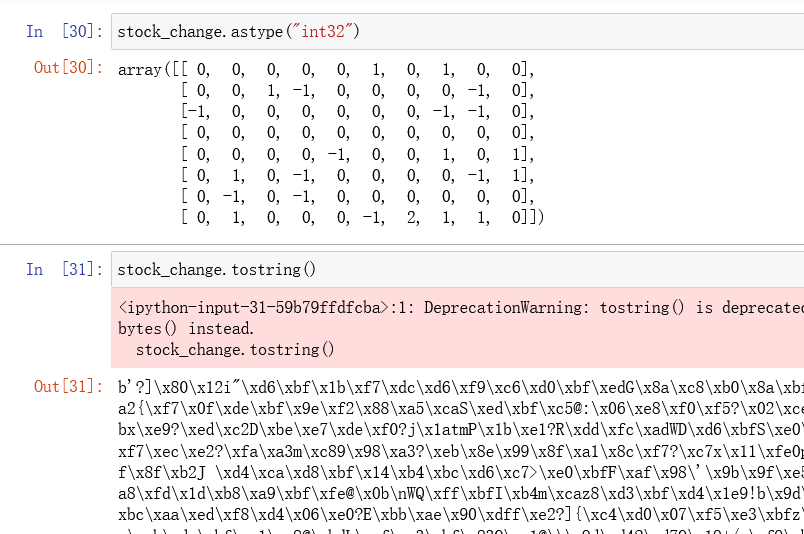 In [30]: stock_change.astype("int32")
Out[30]: array([[ 0, 0, 0, 0, 0, 1, 0, 1, 0, 0],
[ 0, 0, 1, -1, 0, 0, 0, 0, -1, 0],
[-1, 0, 0, 0, 0, 0, 0, -1, -1, 0],
[ 0, 0, 0, 0, 0, 0, 0, 0, 0, 0],
[ 0, 0, 0, 0, -1, 0, 0, 1, 0, 1],
[ 0, 1, 0, -1, 0, 0, 0, 0, -1, 1],
[ 0, -1, 0, -1, 0, 0, 0, 0, 0, 0],
[ 0, 1, 0, 0, 0, -1, 2, 1, 1, 0]])
In [31]: stock_change.tostring()
<ipython-input-31-59b79ffdfcba>:1: DeprecationWarning: tostring() is deprecated
bytes() instead.
stock_change.tostring()
Out[31]: b'?]\x80\x12i"\xd6\xbf\x1b\xf7\xdc\xd6\xf9\xc6\xd0\xbf\xedG\x8a\xc8\xb0\x8a\xbf
a2{\xf7\x0f\xde\xbf\x9e\xf2\x88\xa5\xcaS\xed\xbf\xc5@:\x06\xe8\xf0\xf5?\x02\xce
bx\xe9?\xed\xc2D\xbe\xe7\xde\xf0?j\x1atmP\x1b\xe1?R\xdd\xfc\xadWD\xd6\xbfS\xe0\
xf7\xec\xe2?\xfa\xa3m\xc89\x98\xa3?\xeb\x8e\x99\x8f\xa1\x8c\xf7?\xc7x\x11\xfe0p
f\x8f\xb2J \xd4\xca\xd8\xbf\x14\xb4\xbc\xd6\xc7>\xe0\xbfF\xaf\x98\'\x9b\x9f\xe5
a8\xfd\x1d\xb8\xa9\xbf\xfe@\x0b\nWQ\xff\xbfI\xb4m\xcaz8\xd3\xbf\xd4\x1e9!b\x9d\
xbc\xaa\xed\xf8\xd4\x06\xe0?E\xbb\xae\x90\xdff\xe2?]{\xc4\xd0\x07\xf5\xe3\xbfz\